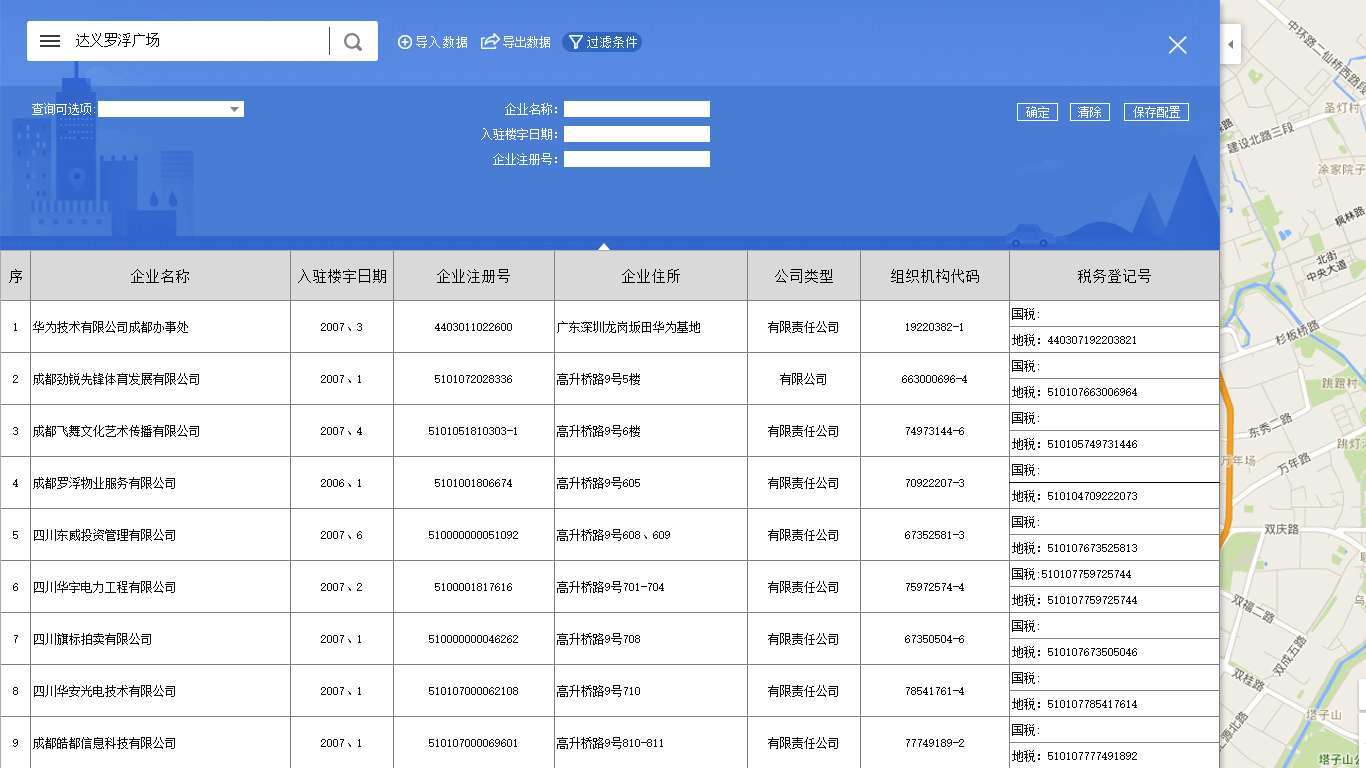 达义罗浮广场
导入数据 导出数据 过滤条件
查询可选项:
企业名称:
入驻楼宇日期:
企业注册号:
确定 清除 保存配置
序 企业名称 入驻楼宇日期 企业注册号 企业住所 公司类型 组织机构代码 税务登记号
1 华为技术有限公司成都办事处 2007、3 4403011022600 广东深圳龙岗坂田华为基地 有限责任公司 19220382-1 国税:
地税: 440307192203821
2 成都劲锐先锋体育发展有限公司 2007、1 5101072028336 高升桥路9号5楼 有限公司 663000696-4 国税:
地税: 510107663006964
3 成都飞舞文化艺术传播有限公司 2007、4 5101051810303-1 高升桥路9号6楼 有限责任公司 74973144-6 国税:
地税: 510105749731446
4 成都罗浮物业服务有限公司 2006、1 5101001806674 高升桥路9号605 有限责任公司 70922207-3 国税:
地税: 510104709222073
5 四川东威投资管理有限公司 2007、6 510000000051092 高升桥路9号608、609 有限责任公司 67352581-3 国税:
地税: 510107673525813
6 四川华宇电力工程有限公司 2007、2 5100001817616 高升桥路9号701-704 有限责任公司 75972574-4 国税:510107759725744
地税: 510107759725744
7 四川旗标拍卖有限公司 2007、1 510000000046262 高升桥路9号708 有限责任公司 67350504-6 国税:
地税: 510107673505046
8 四川华安光电技术有限公司 2007、1 510107000062108 高升桥路9号710 有限责任公司 78541761-4 国税:
地税: 510107785417614
9 成都皓都信息科技有限公司 2007、1 510107000069601 高升桥路9号810-811 有限责任公司 77749189-2 国税:
地税: 510107777491892
中环路二仙桥西路段
圣灯村
建设北路三段
涂家院子
枫林路
北街
中央大道
杉板桥路
跳蹬村
东秀二路
万年场
万年路
双庆路
双福二路
双成五路
双桂路
塔子山
塔子山公